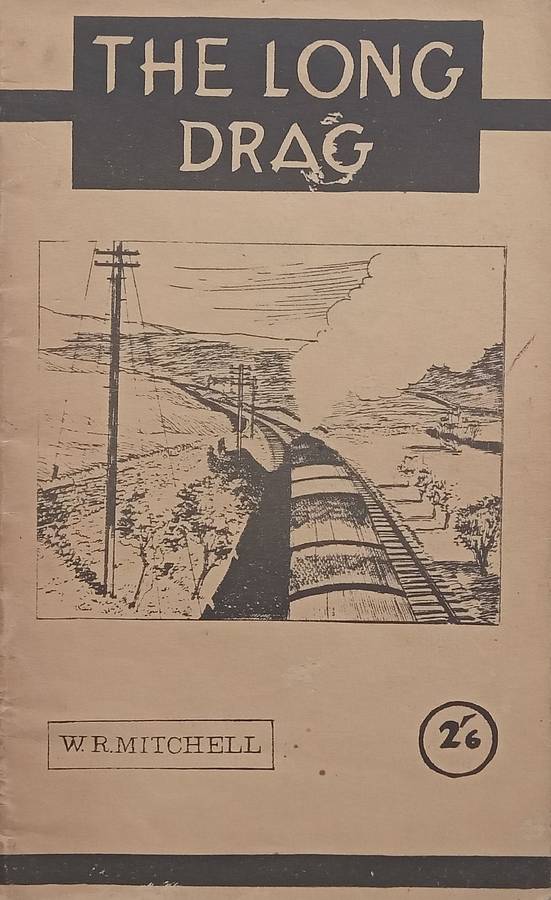 THE LONG
DRAG
W.R.MITCHELL
2'6